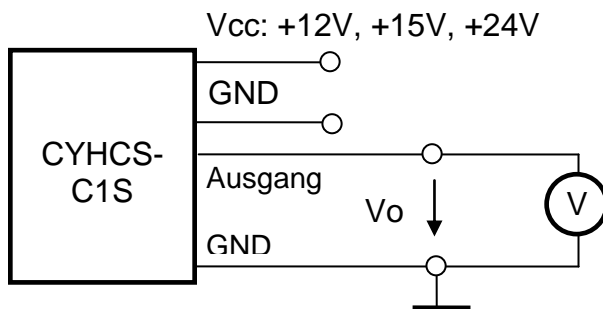 Vcc: +12V, +15V, +24V
GND
CYHCS-
C1S
Ausgang
Vo
V
GND